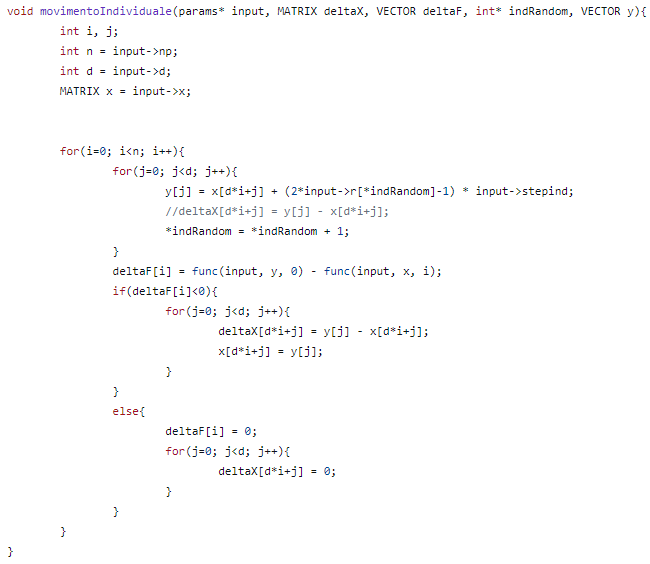 void movimentoIndividuale(params* input, MATRIX deltaX, VECTOR deltaF, int* indRandom, VECTOR y){
int i, j;
int n = input->np;
int d = input->d;
MATRIX x = input->x;
for(i=0; i<n; i++){
for(j=0; j<d; j++){
y[j] = x[d*i+j] + (2*input->r[*indRandom]-1) * input->stepind;
//deltaX[d*i+j] = y[j] - x[d*i+j];
*indRandom = *indRandom + 1;
}
deltaF[i] = func(input, y, 0) - func(input, x, i);
if(deltaF[i]<0){
for(j=0; j<d; j++){
deltaX[d*i+j] = y[j] - x[d*i+j];
x[d*i+j] = y[j];
}
}
else{
deltaF[i] = 0;
for(j=0; j<d; j++){
deltaX[d*i+j] = 0;
}
}
}
}